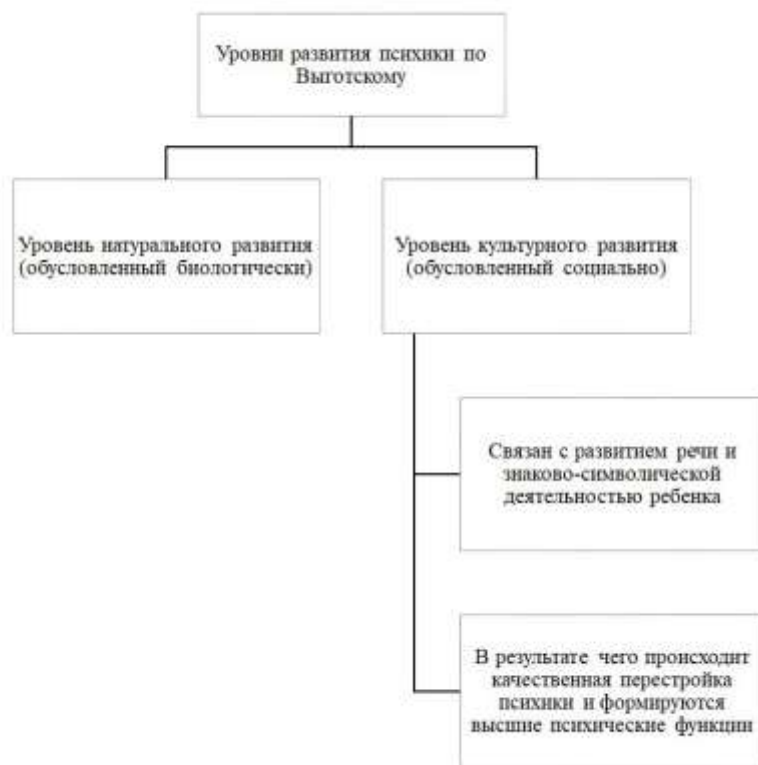 Уровни развития психики по
Выготскому
Уровень натурального развития
(обусловленный биологически)
Уровень культурного развития
(обусловленный социально)
Связан с развитием речи и
знаково-символической
деятельностью ребенка
В результате чего происходит
качественная перестройка
психики и формируются
высшие психические функции